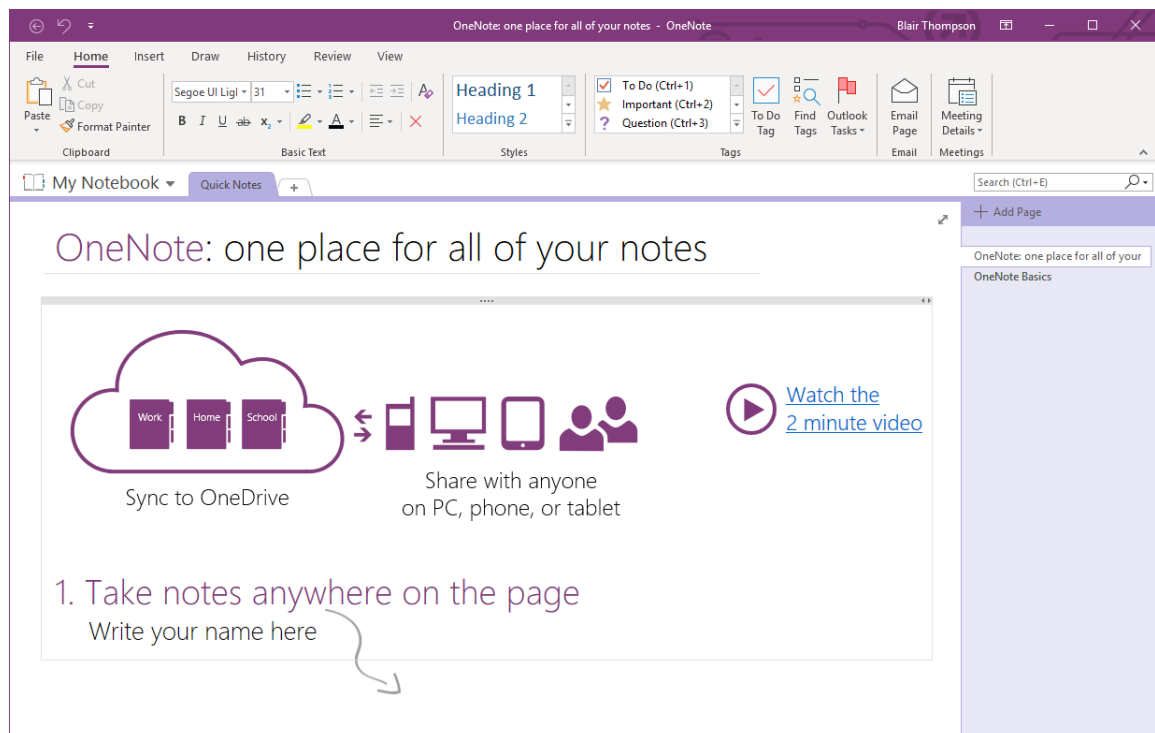 OneNote: one place for all of your notes - OneNote
Blair Thompson
File Home Insert Draw History Review View
Paste
Cut
Copy
Format Painter
Clipboard
Segoe UI Ligl 31
B I U ab x₂ A
Basic Text
Heading 1
Heading 2
Styles
To Do (Ctrl+1)
Important (Ctrl+2)
Question (Ctrl+3)
To Do
Tag
Find
Tags
Outlook
Tasks
Tags
Email
Page
Email
Meeting
Details
Meetings
My Notebook
Quick Notes
+
Search (Ctrl+E)
Add Page
OneNote: one place for all of your
OneNote Basics
OneNote: one place for all of your notes
Work Home School
Sync to OneDrive
Share with anyone
on PC, phone, or tablet
Watch the
2 minute video
1. Take notes anywhere on the page
Write your name here